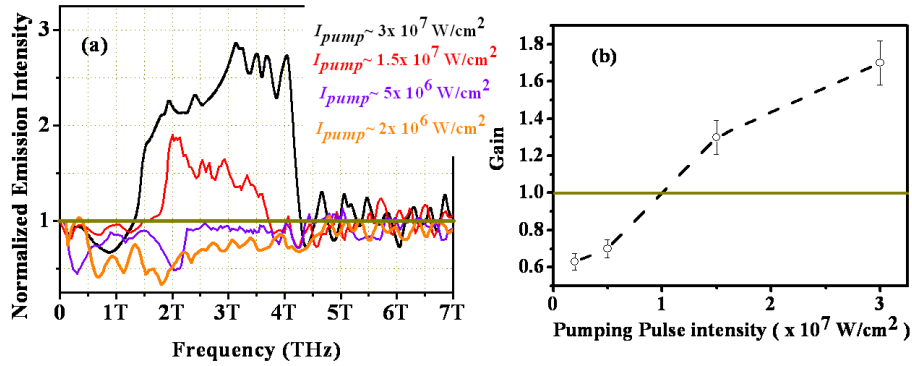 (a)
I_pump ~ 3x 10^7 W/cm^2
I_pump ~ 1.5x 10^7 W/cm^2
I_pump ~ 5x 10^6 W/cm^2
I_pump ~ 2x 10^6 W/cm^2
Normalized Emission Intensity
3
2
1
0 1T 2T 3T 4T 5T 6T 7T
Frequency (THz)
(b)
Gain
1.8
1.6
1.4
1.2
1.0
0.8
0.6
0 1 2 3
Pumping Pulse intensity ( x 10^7 W/cm^2)